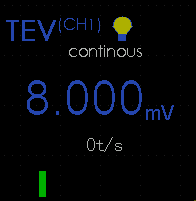 TEV(CH1)
continous
8.000mV
0t/s